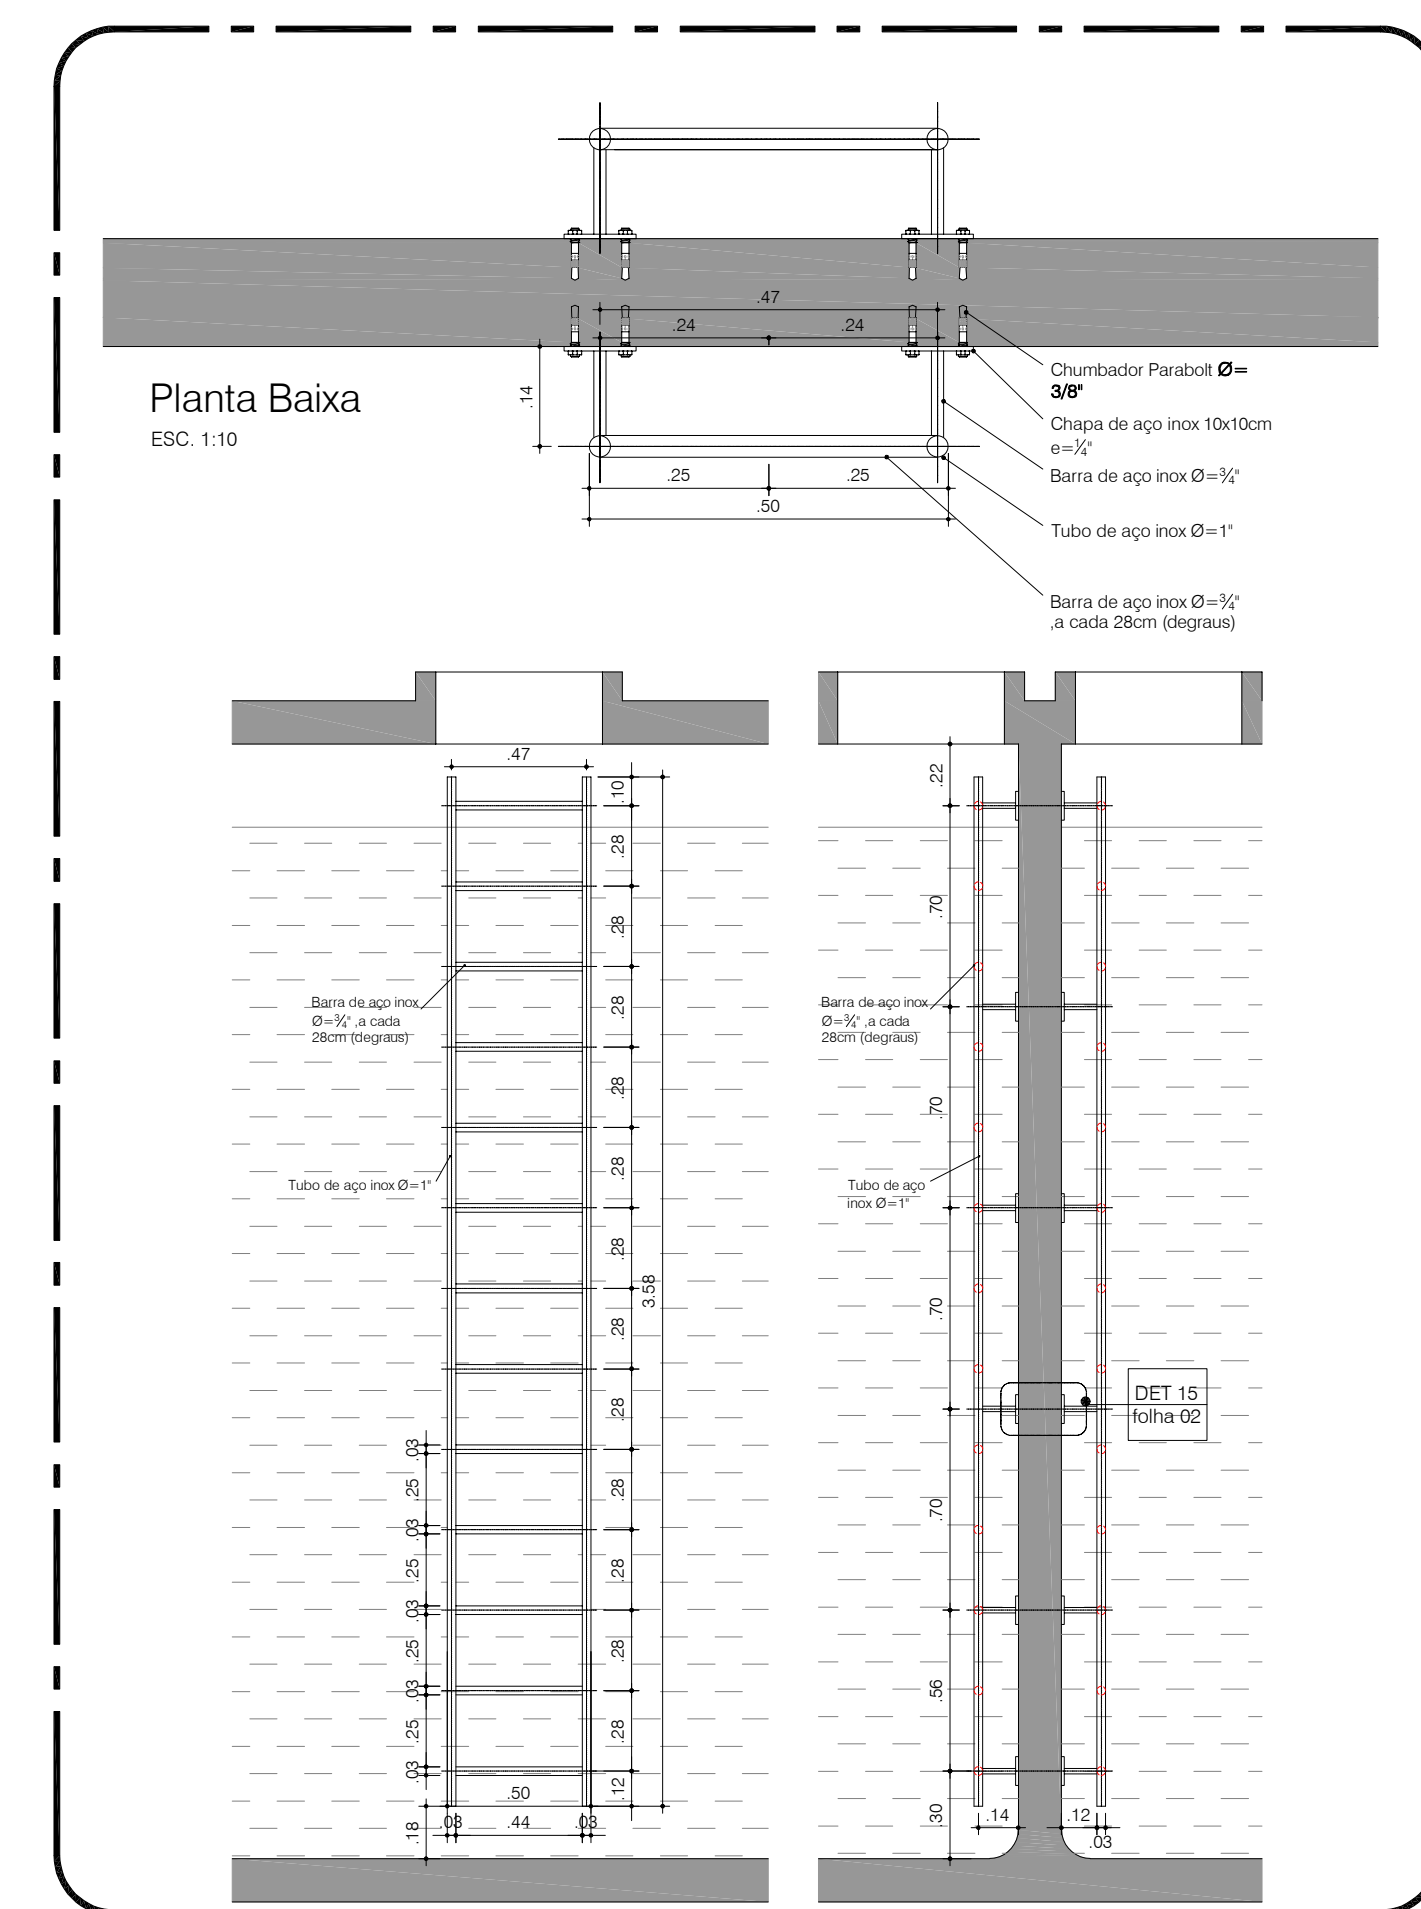 .47
.24
.24
.14
Chumbador Parabolt Ø=
3/8"
Planta Baixa
ESC. 1:10
Chapa de aço inox 10x10cm
e=¼"
Barra de aço inox Ø=¾"
.25
.25
.50
Tubo de aço inox Ø=1"
Barra de aço inox Ø=¾"
,a cada 28cm (degraus)
.47
.10
.28
.28
.28
.28
.28
.28
.28
.28
.28
.28
.28
.28
.12
3.58
Barra de aço inox
Ø=¾" ,a cada
28cm (degraus)
Tubo de aço inox Ø=1"
.03
.25
.03
.25
.03
.25
.03
.25
.03
.18
.50
.03
.44
.03
.22
.70
.70
.70
.70
.56
.30
Barra de aço inox
Ø=¾" ,a cada
28cm (degraus)
Tubo de aço
inox Ø=1"
DET 15
folha 02
.14
.12
.03